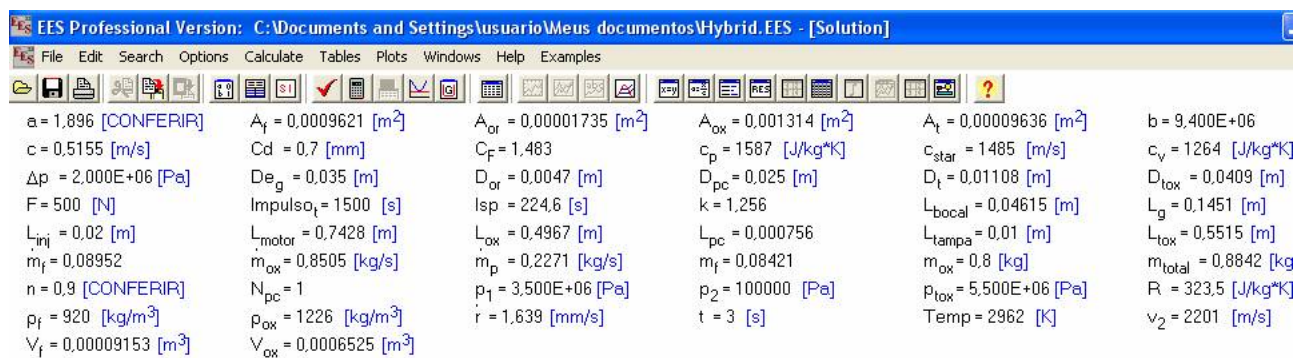 EES Professional Version: C:\Documents and Settings\usuario\Meus documentos\Hybrid.EES - [Solution]
File Edit Search Options Calculate Tables Plots Windows Help Examples
a = 1,896 [CONFERIR] A_f = 0,0009621 [m²] A_or = 0,00001735 [m²] A_ox = 0,001314 [m²] A_t = 0,00009636 [m²] b = 9,400E+06
c = 0,5155 [m/s] Cd = 0,7 [mm] C_F = 1,483 c_p = 1587 [J/kg*K] c_star = 1485 [m/s] c_v = 1264 [J/kg*K]
Δp = 2,000E+06 [Pa] De_g = 0,035 [m] D_or = 0,0047 [m] D_pc = 0,025 [m] D_t = 0,01108 [m] D_tox = 0,0409 [m]
F = 500 [N] Impulso_t = 1500 [s] Isp = 224,6 [s] k = 1,256 L_bocal = 0,04615 [m] L_g = 0,1451 [m]
L_inj = 0,02 [m] L_motor = 0,7428 [m] L_ox = 0,4967 [m] L_pc = 0,000756 L_tampa = 0,01 [m] L_tox = 0,5515 [m]
ṁ_f = 0,08952 ṁ_ox = 0,8505 [kg/s] ṁ_p = 0,2271 [kg/s] m_f = 0,08421 m_ox = 0,8 [kg] m_total = 0,8842 [kg
n = 0,9 [CONFERIR] N_pc = 1 p_1 = 3,500E+06 [Pa] p_2 = 100000 [Pa] p_tox = 5,500E+06 [Pa] R = 323,5 [J/kg*K]
ρ_f = 920 [kg/m³] ρ_ox = 1226 [kg/m³] ṙ = 1,639 [mm/s] t = 3 [s] Temp = 2962 [K] v_2 = 2201 [m/s]
V_f = 0,00009153 [m³] V_ox = 0,0006525 [m³]